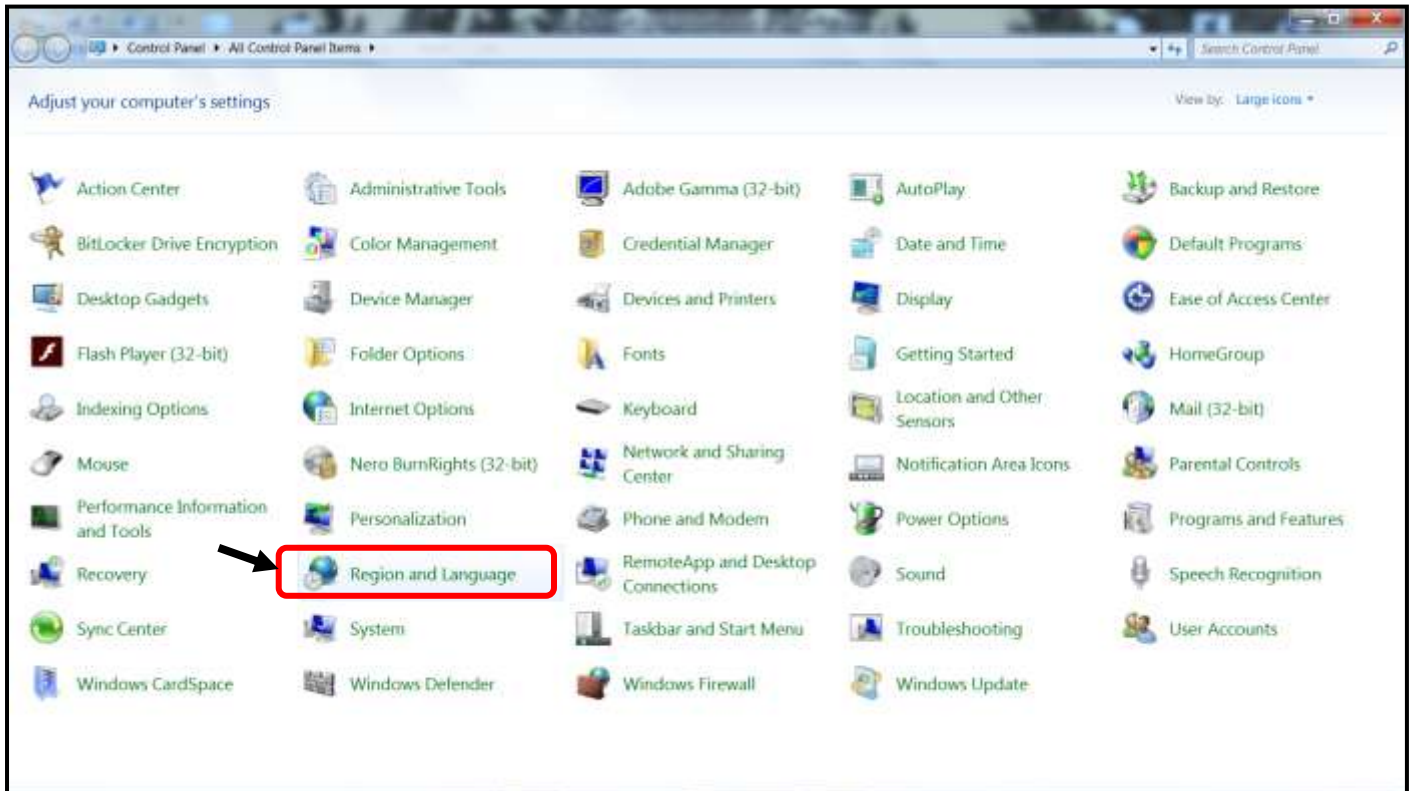 Control Panel All Control Panel Items
Search Control Panel
Adjust your computer's settings
View by: Large icons
Action Center
Administrative Tools
Adobe Gamma (32-bit)
AutoPlay
Backup and Restore
BitLocker Drive Encryption
Color Management
Credential Manager
Date and Time
Default Programs
Desktop Gadgets
Device Manager
Devices and Printers
Display
Ease of Access Center
Flash Player (32-bit)
Folder Options
Fonts
Getting Started
HomeGroup
Indexing Options
Internet Options
Keyboard
Location and Other
Sensors
Mail (32-bit)
Mouse
Nero BurnRights (32-bit)
Network and Sharing
Center
Notification Area Icons
Parental Controls
Performance Information
and Tools
Personalization
Phone and Modem
Power Options
Programs and Features
Recovery
Region and Language
RemoteApp and Desktop
Connections
Sound
Speech Recognition
Sync Center
System
Taskbar and Start Menu
Troubleshooting
User Accounts
Windows CardSpace
Windows Defender
Windows Firewall
Windows Update